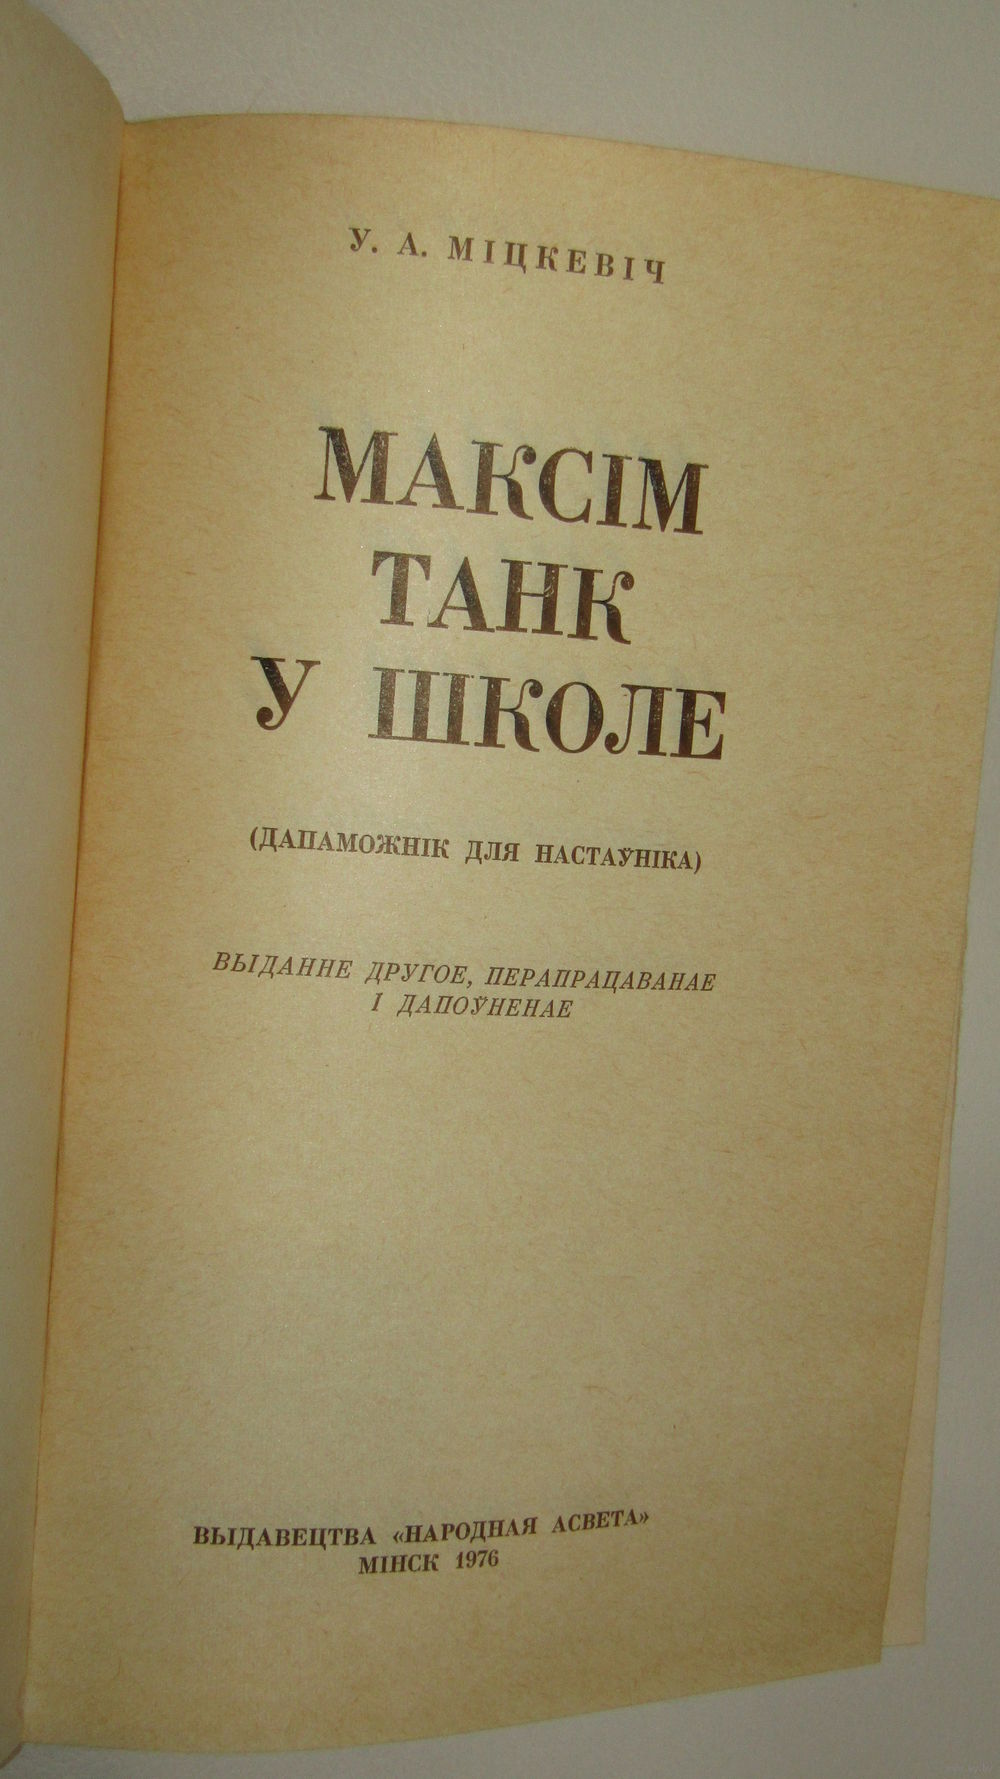 У. А. МІЦКЕВІЧ
МАКСІМ
ТАНК
У ШКОЛЕ
(ДАПАМОЖНІК ДЛЯ НАСТАЎНІКА)
ВЫДАННЕ ДРУГОЕ, ПЕРАПРАЦАВАНАЕ
І ДАПОЎНЕНАЕ
ВЫДАВЕЦТВА «НАРОДНАЯ АСВЕТА»
МІНСК 1976